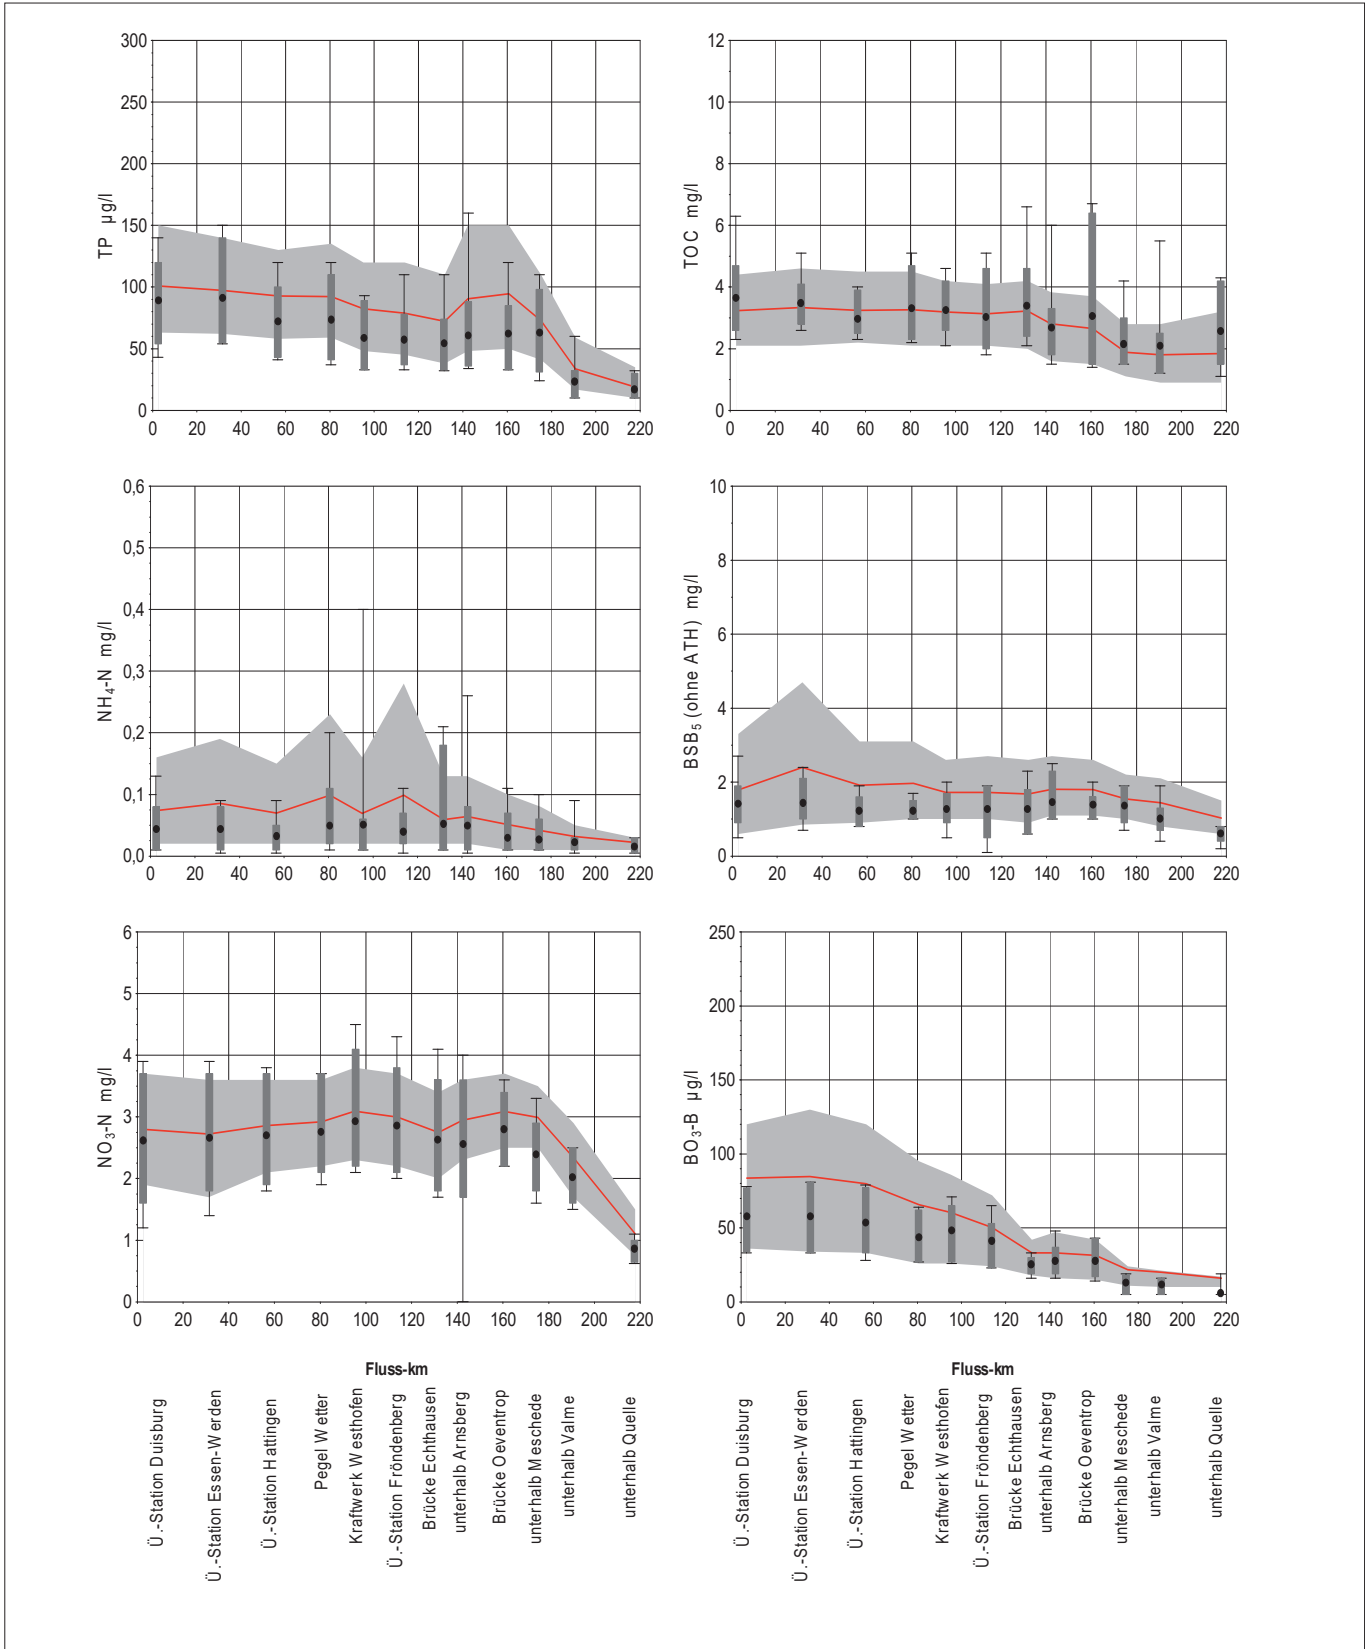 300
250
200
150
100
50
0
TP µg/l
0 20 40 60 80 100 120 140 160 180 200 220
12
10
8
6
4
2
0
TOC mg/l
0 20 40 60 80 100 120 140 160 180 200 220
0,6
0,5
0,4
0,3
0,2
0,1
0,0
NH₄-N mg/l
0 20 40 60 80 100 120 140 160 180 200 220
10
8
6
4
2
0
BSB₅ (ohne ATH) mg/l
0 20 40 60 80 100 120 140 160 180 200 220
6
5
4
3
2
1
0
NO₃-N mg/l
0 20 40 60 80 100 120 140 160 180 200 220
Fluss-km
Ü.-Station Duisburg
Ü.-Station Essen-Werden
Ü.-Station Hattingen
Pegel Wetter
Kraftwerk Westhofen
Ü.-Station Fröndenberg
Brücke Echthausen
unterhalb Arnsberg
Brücke Oeventrop
unterhalb Meschede
unterhalb Valme
unterhalb Quelle
250
200
150
100
50
0
BO₃-B µg/l
0 20 40 60 80 100 120 140 160 180 200 220
Fluss-km
Ü.-Station Duisburg
Ü.-Station Essen-Werden
Ü.-Station Hattingen
Pegel Wetter
Kraftwerk Westhofen
Ü.-Station Fröndenberg
Brücke Echthausen
unterhalb Arnsberg
Brücke Oeventrop
unterhalb Meschede
unterhalb Valme
unterhalb Quelle